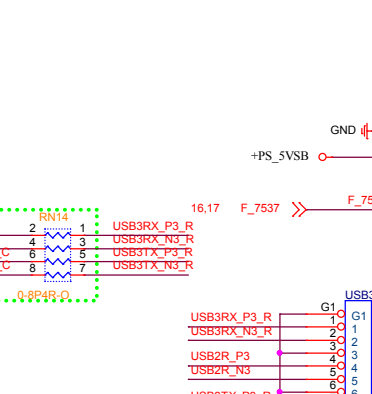 GND
+PS_5VSB
16,17 F_7537 F_75
RN14
2 1 USB3RX_P3_R
4 3 USB3RX_N3_R
C 6 5 USB3TX_P3_R
C 8 7 USB3TX_N3_R
0-8P4R-O
USB3
G1 G1
USB3RX_P3_R 1 1
USB3RX_N3_R 2 2
3 3
USB2R_P3 4 4
USB2R_N3 5 5
USB3TX_P3_R 6 6